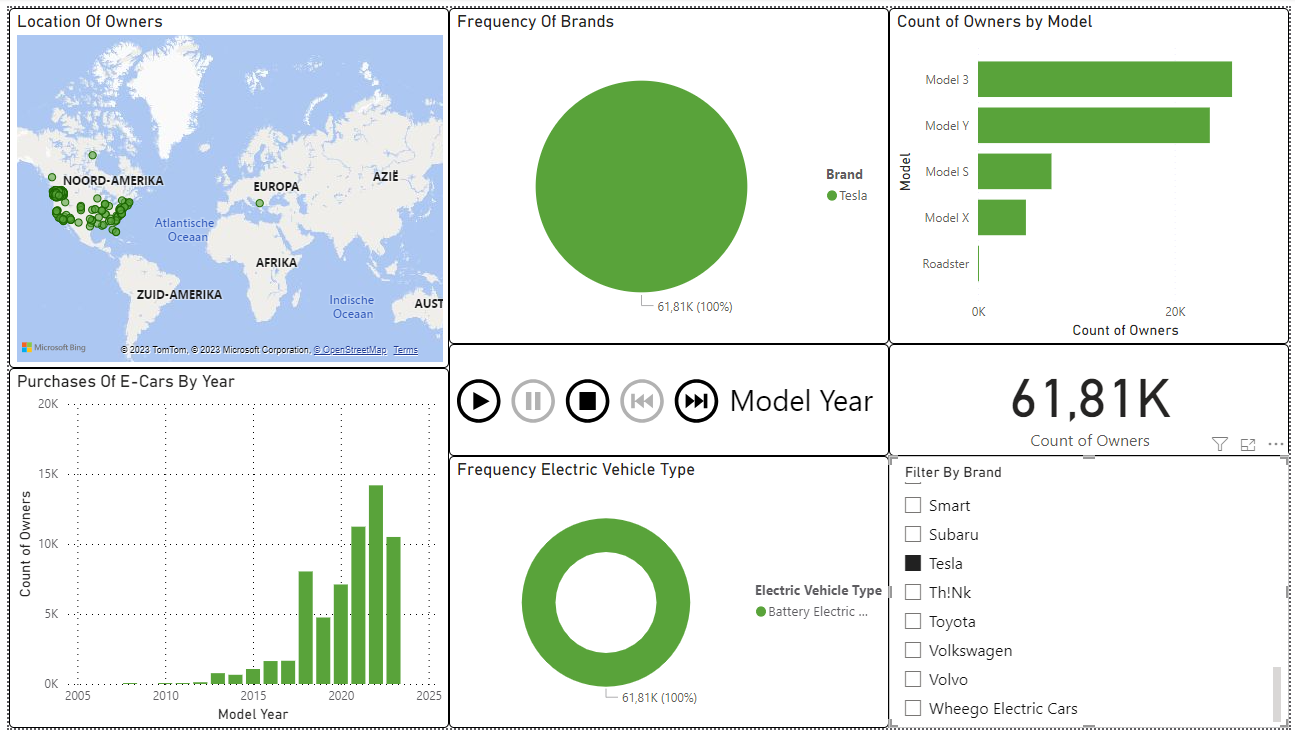 Location Of Owners
NOORD-AMERIKA
EUROPA
AZIË
Atlantische
Oceaan
AFRIKA
ZUID-AMERIKA
Indische
Oceaan
AUST
Microsoft Bing
© 2023 TomTom, © 2023 Microsoft Corporation, © OpenStreetMap Terms
Frequency Of Brands
Brand
Tesla
61,81K (100%)
Count of Owners by Model
Model
Model 3
Model Y
Model S
Model X
Roadster
0K 20K
Count of Owners
Purchases Of E-Cars By Year
Count of Owners
20K
15K
10K
5K
0K
2005 2010 2015 2020 2025
Model Year
Model Year
61,81K
Count of Owners
Frequency Electric Vehicle Type
Electric Vehicle Type
Battery Electric ...
61,81K (100%)
Filter By Brand
Smart
Subaru
Tesla
Th!Nk
Toyota
Volkswagen
Volvo
Wheego Electric Cars